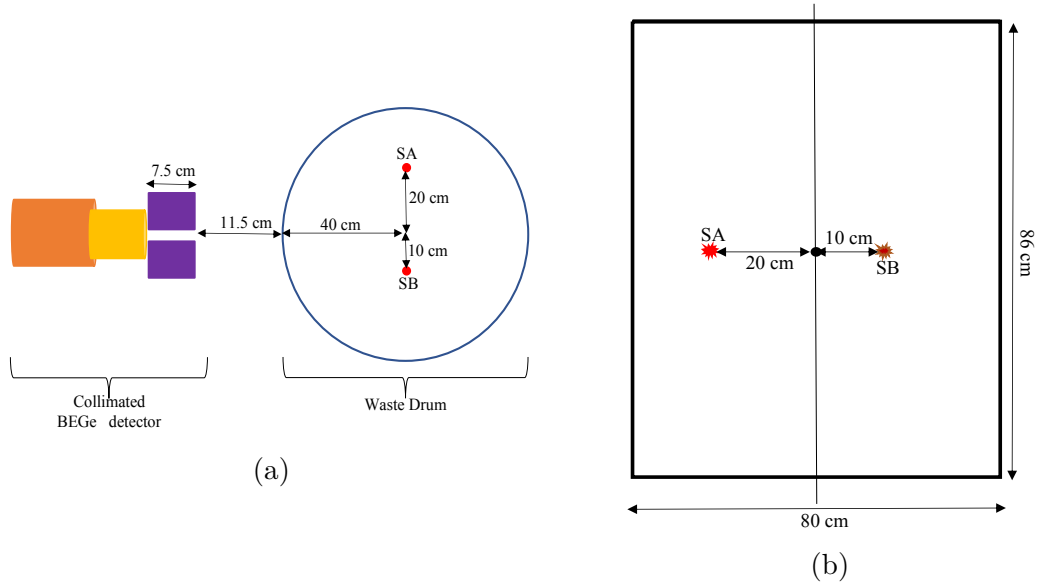 7.5 cm
SA
20 cm
11.5 cm
40 cm
10 cm
SB
Collimated
BEGe detector
Waste Drum
(a)
SA
10 cm
20 cm
SB
86 cm
80 cm
(b)